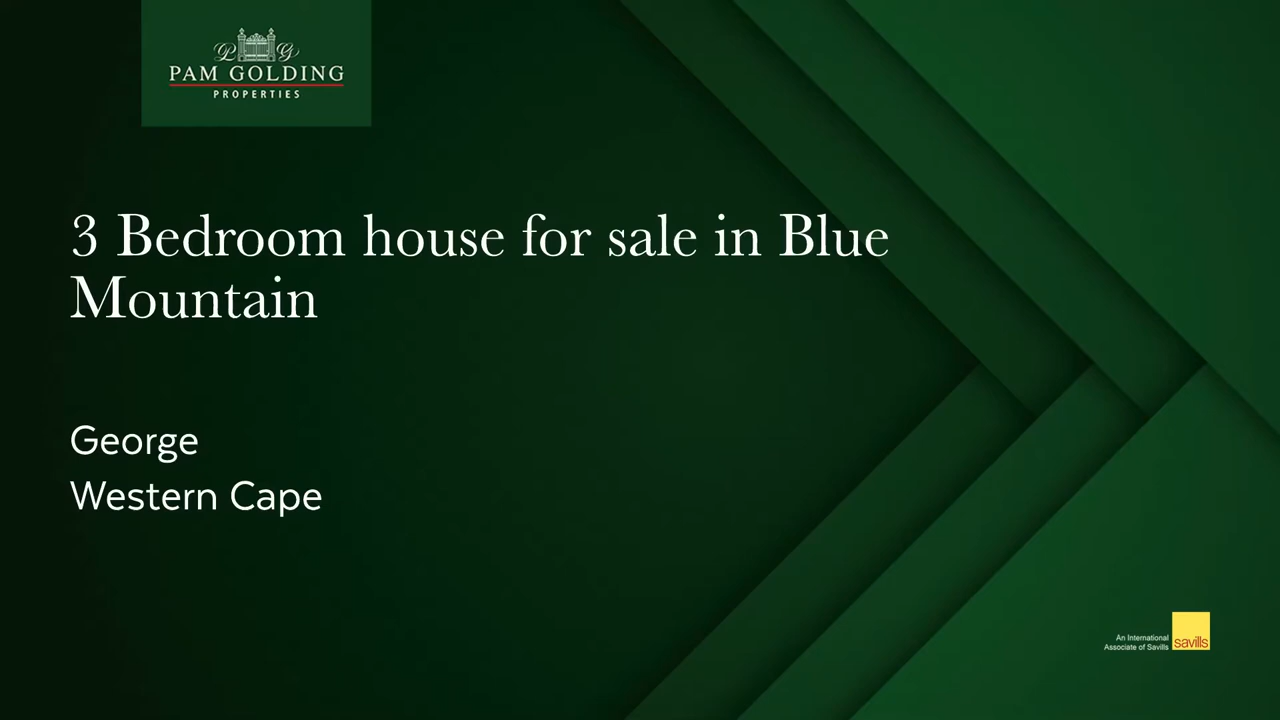 P G
PAM GOLDING
PROPERTIES
3 Bedroom house for sale in Blue
Mountain
George
Western Cape
An International
Associate of Savills
savills